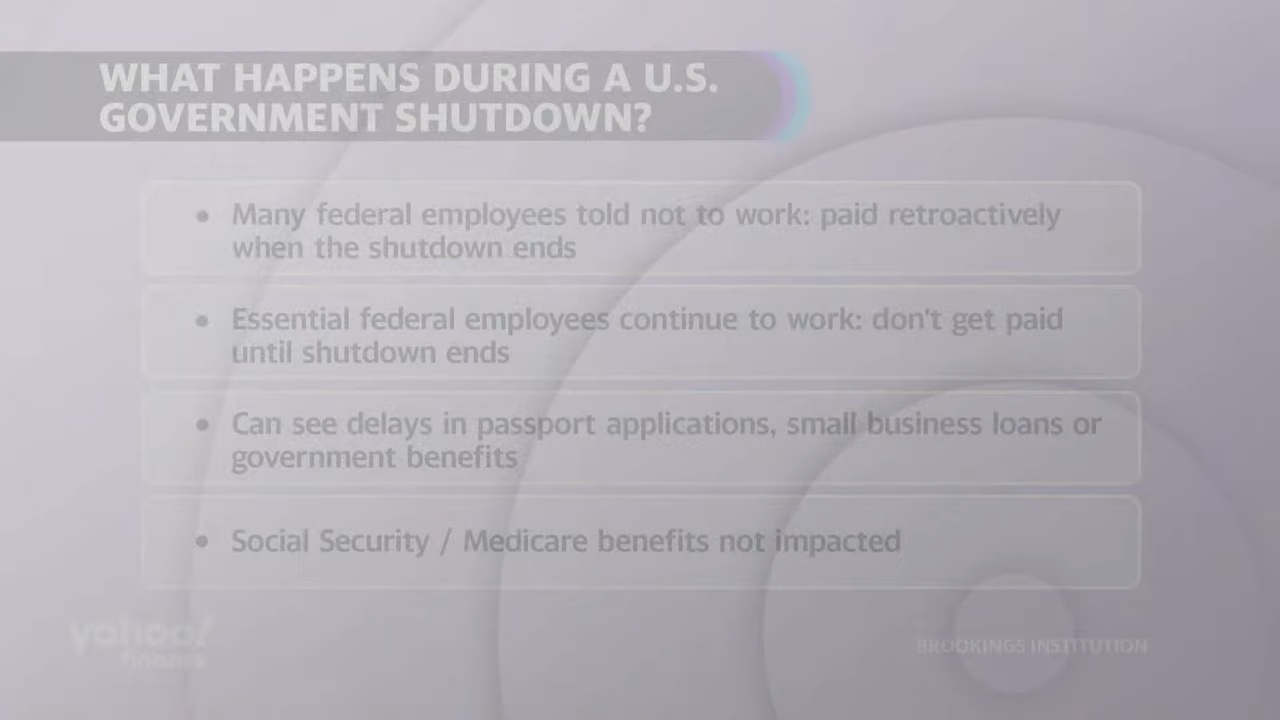 WHAT HAPPENS DURING A U.S.
GOVERNMENT SHUTDOWN?
• Many federal employees told not to work: paid retroactively
when the shutdown ends
• Essential federal employees continue to work: don't get paid
until shutdown ends
• Can see delays in passport applications, small business loans or
government benefits
• Social Security / Medicare benefits not impacted
yahoo!
finance
BROOKINGS INSTITUTION